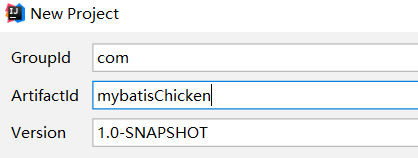 New Project
GroupId com
ArtifactId mybatisChicken
Version 1.0-SNAPSHOT